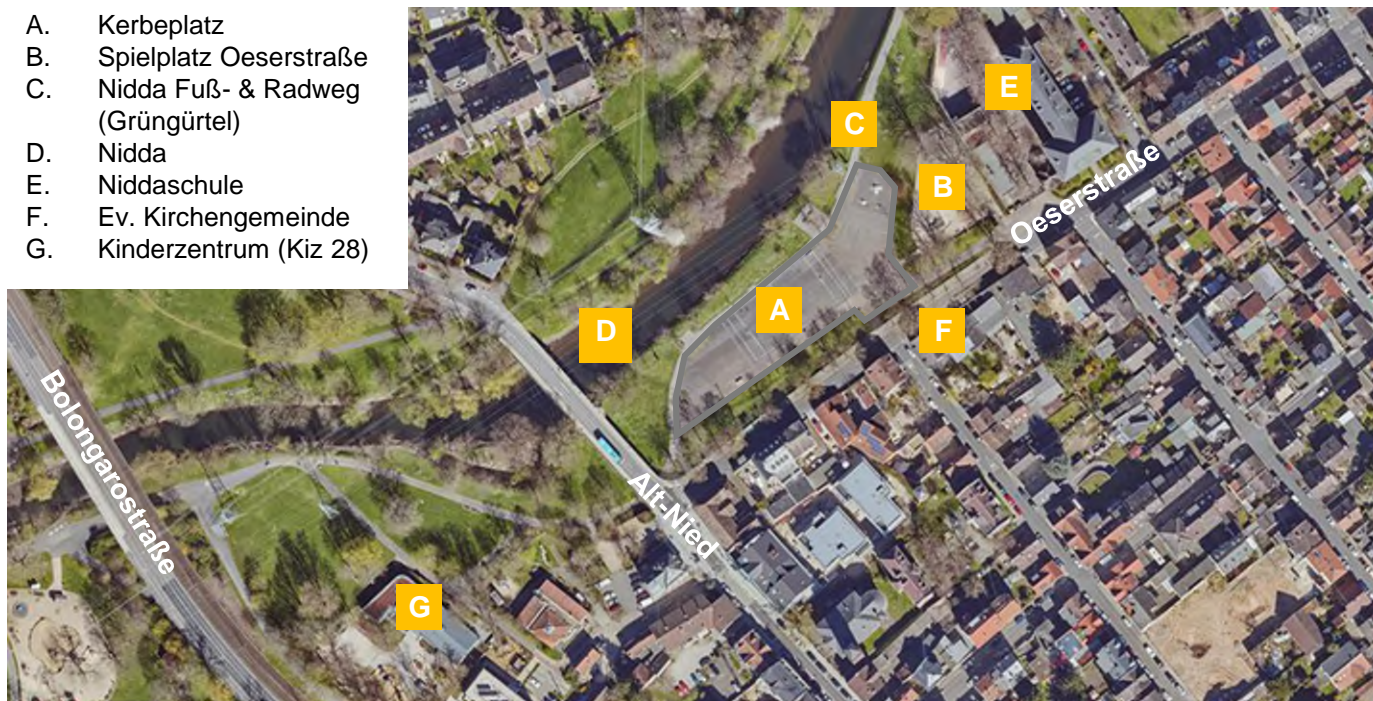 A. Kerbeplatz
B. Spielplatz Oeserstraße
C. Nidda Fuß- & Radweg
(Grüngürtel)
D. Nidda
E. Niddaschule
F. Ev. Kirchengemeinde
G. Kinderzentrum (Kiz 28)
E
C
B
Oeserstraße
A
D
F
Bolongarostraße
Alt-Nied
G